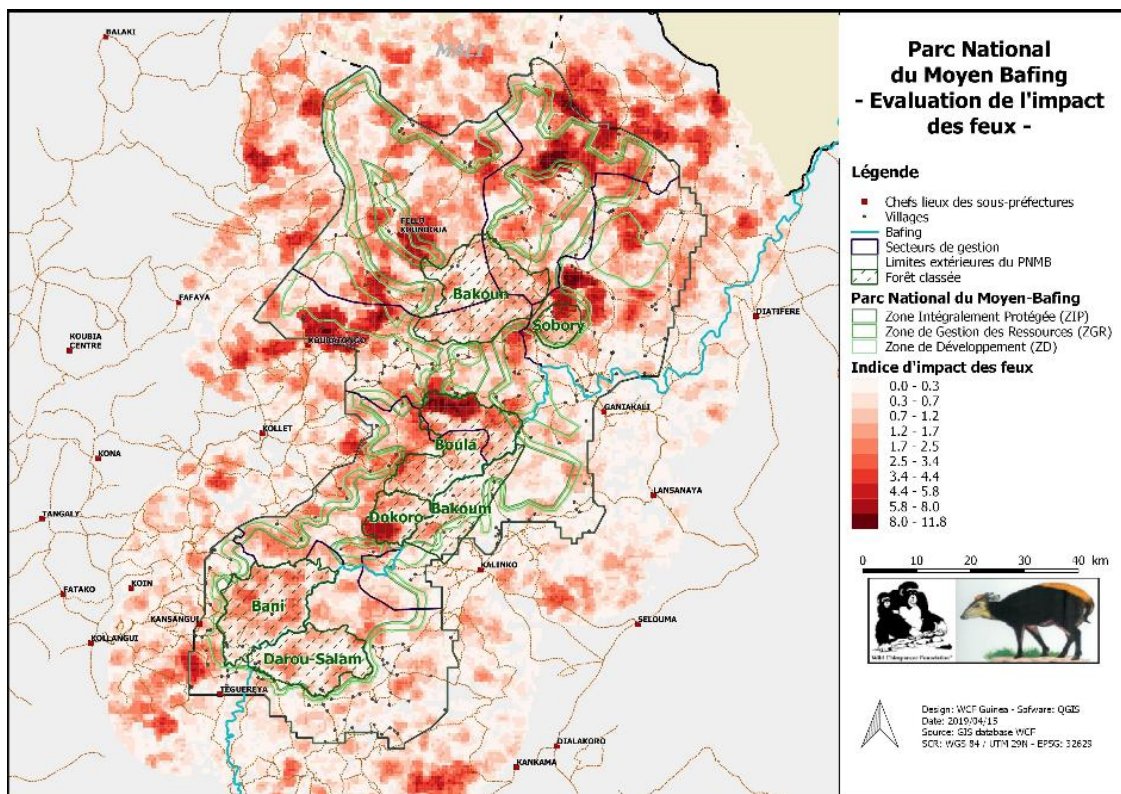 BALAKI
MALI
FELLO
KOUNDOUA
FAFAYA
KOUBIA
CENTRE
Bakoun
Sobory
DIATIFERE
GANIAKALI
KOLLET
KONA
Boula
LANSANAYA
TANGALY
Dokoro
Bakoum
KALINKO
FATAKO
KOIN
Bani
KANSANGUI
SELOUMA
KOLLANGUI
Darou-Salam
TEGUEREYA
DIALAKORO
KANKAMA
Parc National
du Moyen Bafing
- Evaluation de l'impact
des feux -
Légende
Chefs lieux des sous-préfectures
Villages
Bafing
Secteurs de gestion
Limites extérieures du PNMB
Forêt classée
Parc National du Moyen-Bafing
Zone Intégralement Protégée (ZIP)
Zone de Gestion des Ressources (ZGR)
Zone de Développement (ZD)
Indice d'impact des feux
0.0 - 0.3
0.3 - 0.7
0.7 - 1.2
1.2 - 1.7
1.7 - 2.5
2.5 - 3.4
3.4 - 4.4
4.4 - 5.8
5.8 - 8.0
8.0 - 11.8
0 10 20 30 40 km
Wild Chimpanzee Foundation
Design: WCF Guinea - Sofware: QGIS
Date: 2019/04/15
Source: GIS database WCF
SCR: WGS 84 / UTM 29N - EPSG: 32629